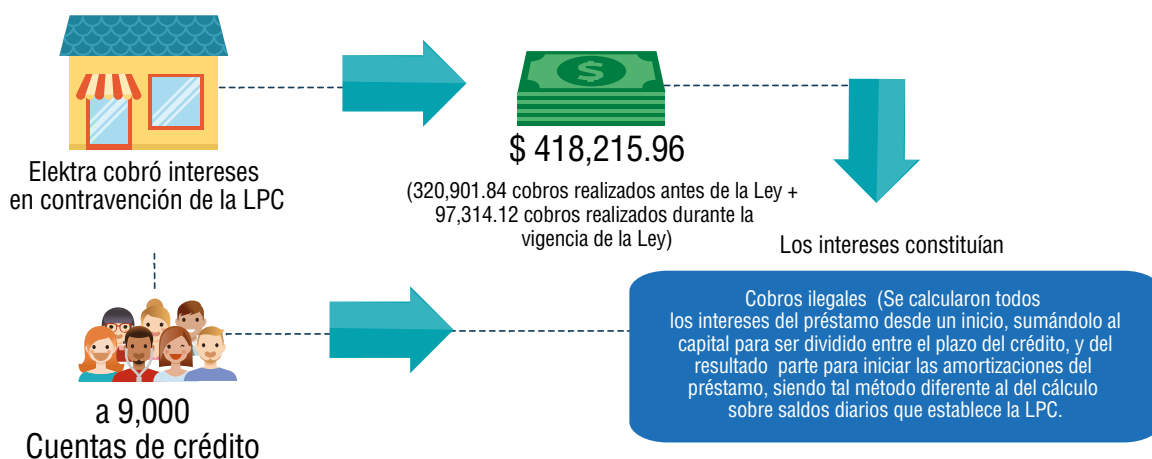 Elektra cobró intereses
en contravención de la LPC
$ 418,215.96
(320,901.84 cobros realizados antes de la Ley +
97,314.12 cobros realizados durante la
vigencia de la Ley)
Los intereses constituían
Cobros ilegales (Se calcularon todos
los intereses del préstamo desde un inicio, sumándolo al
capital para ser dividido entre el plazo del crédito, y del
resultado parte para iniciar las amortizaciones del
préstamo, siendo tal método diferente al del cálculo
sobre saldos diarios que establece la LPC.
a 9,000
Cuentas de crédito